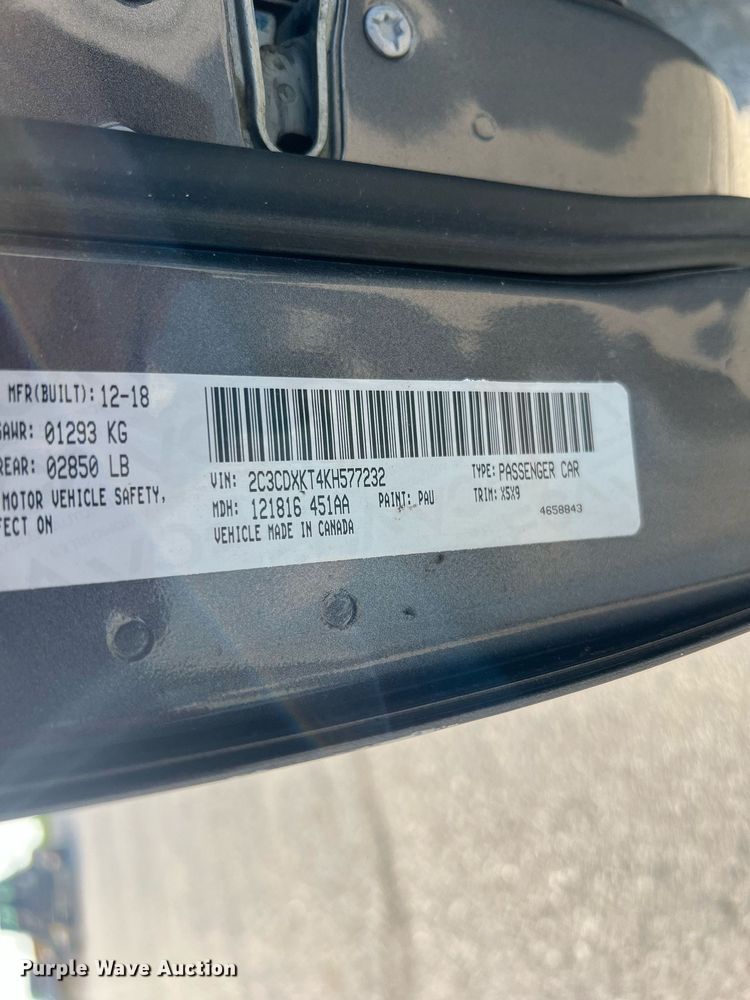 MFR(BUILT): 12-18
GAWR: 01293 KG
REAR: 02850 LB
MOTOR VEHICLE SAFETY,
FECT ON
VIN: 2C3CDXKT4KH577232
TYPE: PASSENGER CAR
MDH: 121816 451AA
PAINT: PAU
TRIM: X5X9
VEHICLE MADE IN CANADA
4658843
Purple Wave Auction